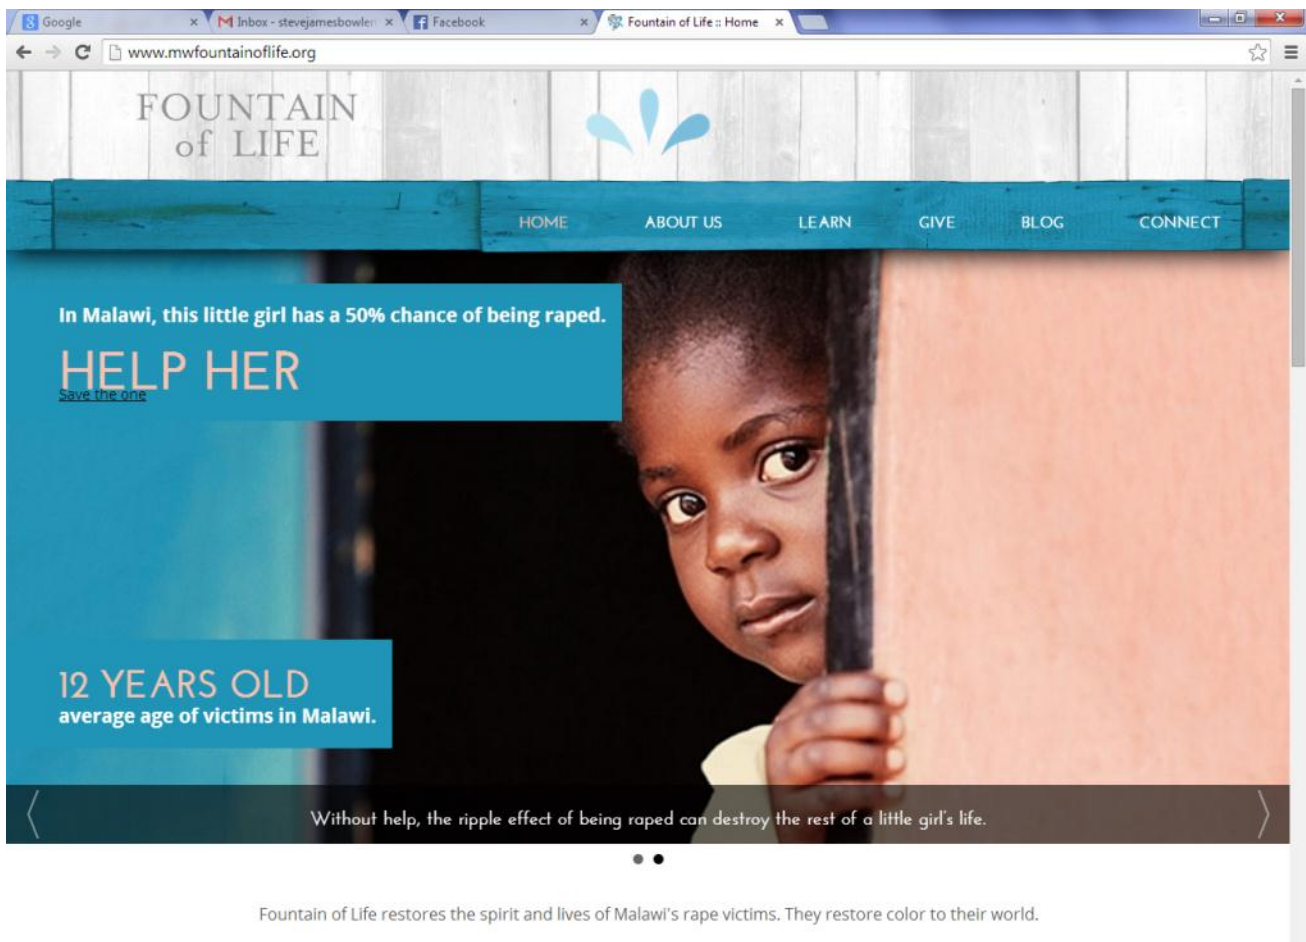 Google
Inbox - stevejamesbowler
Facebook
Fountain of Life :: Home
www.mwfountainoflife.org
FOUNTAIN
of LIFE
HOME ABOUT US LEARN GIVE BLOG CONNECT
In Malawi, this little girl has a 50% chance of being raped.
HELP HER
Save the one
12 YEARS OLD
average age of victims in Malawi.
Without help, the ripple effect of being raped can destroy the rest of a little girl's life.
Fountain of Life restores the spirit and lives of Malawi's rape victims. They restore color to their world.